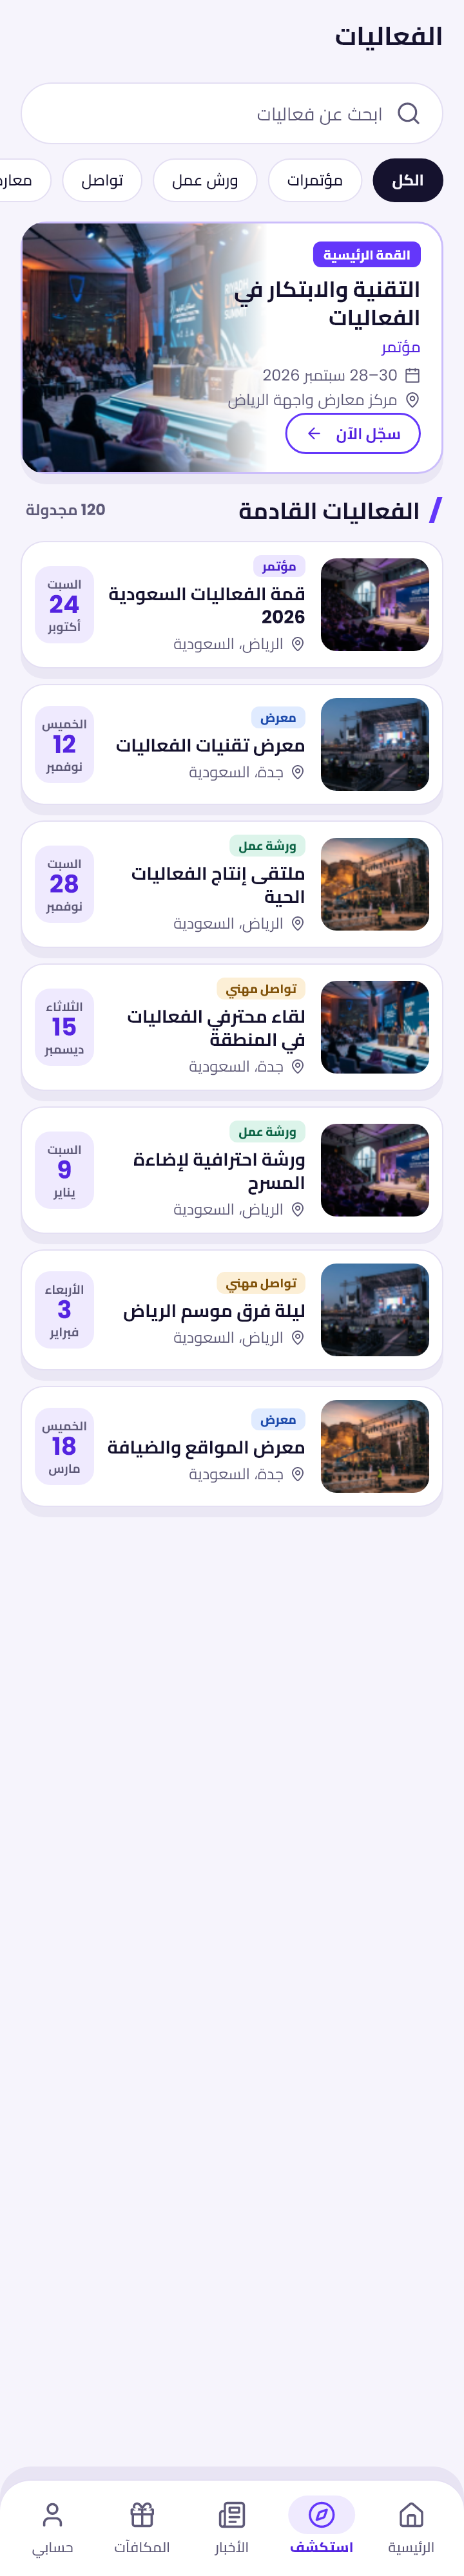 الفعاليات
ابحث عن فعاليات
الكل
مؤتمرات
ورش عمل
تواصل
معار
القمة الرئيسية
التقنية والابتكار في
الفعاليات
مؤتمر
28–30 سبتمبر 2026
مركز معارض واجهة الرياض
سجّل الآن
الفعاليات القادمة
120 مجدولة
مؤتمر
قمة الفعاليات السعودية
2026
الرياض، السعودية
السبت
24
أكتوبر
معرض
معرض تقنيات الفعاليات
جدة، السعودية
الخميس
12
نوفمبر
ورشة عمل
ملتقى إنتاج الفعاليات
الحية
الرياض، السعودية
السبت
28
نوفمبر
تواصل مهني
لقاء محترفي الفعاليات
في المنطقة
جدة، السعودية
الثلاثاء
15
ديسمبر
ورشة عمل
ورشة احترافية لإضاءة
المسرح
الرياض، السعودية
السبت
9
يناير
تواصل مهني
ليلة فرق موسم الرياض
الرياض، السعودية
الأربعاء
3
فبراير
معرض
معرض المواقع والضيافة
جدة، السعودية
الخميس
18
مارس
الرئيسية
استكشف
الأخبار
المكافآت
حسابي